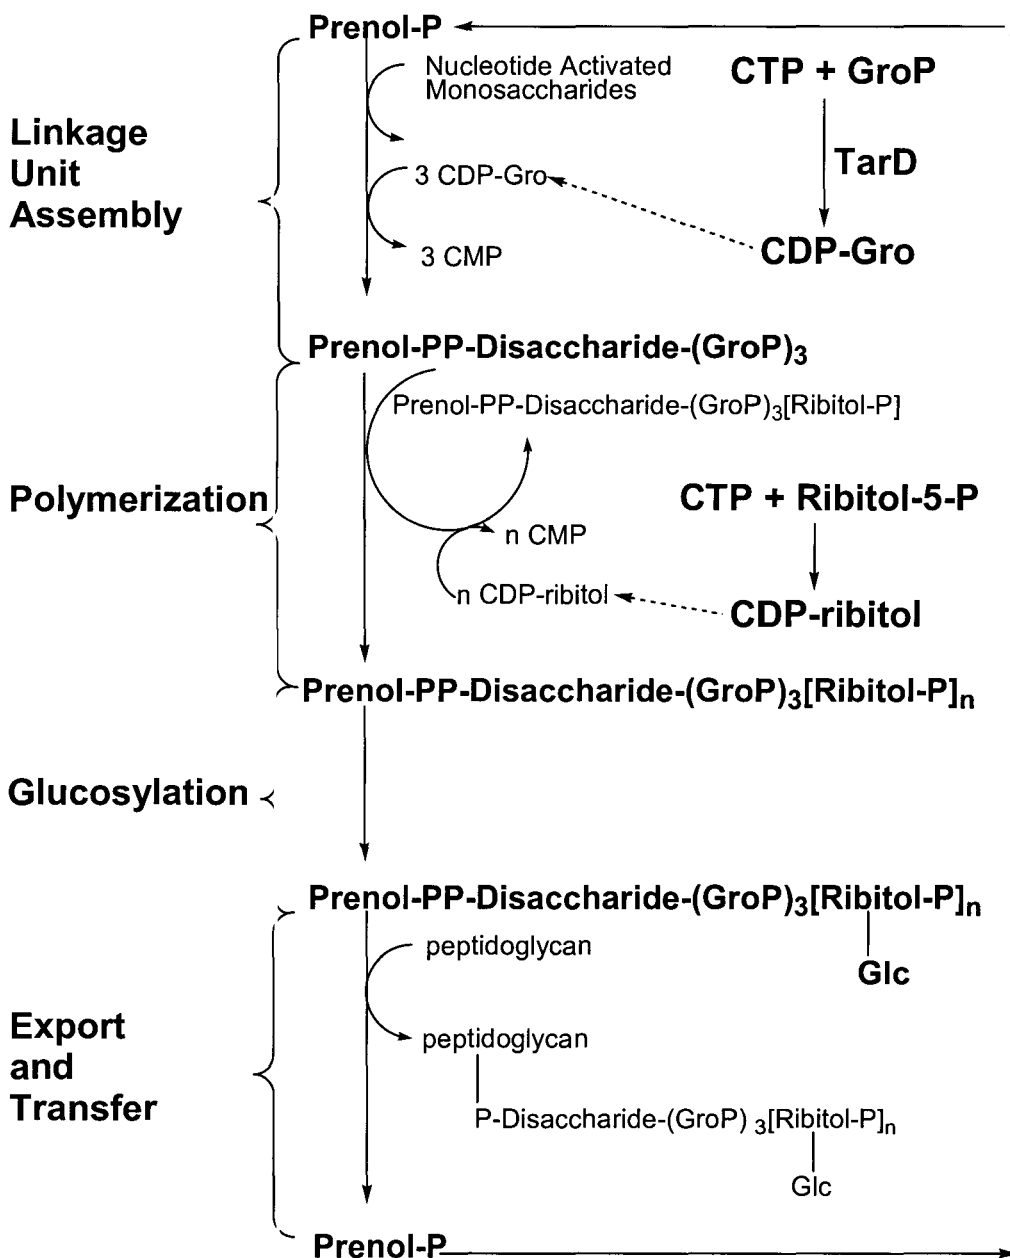 Prenol-P
Nucleotide Activated
Monosaccharides
CTP + GroP
Linkage
Unit
Assembly
TarD
3 CDP-Gro
3 CMP
CDP-Gro
Prenol-PP-Disaccharide-(GroP)3
Prenol-PP-Disaccharide-(GroP)3[Ribitol-P]
Polymerization
CTP + Ribitol-5-P
n CMP
n CDP-ribitol
CDP-ribitol
Prenol-PP-Disaccharide-(GroP)3[Ribitol-P]n
Glucosylation
Prenol-PP-Disaccharide-(GroP)3[Ribitol-P]n
Glc
peptidoglycan
Export
and
Transfer
peptidoglycan
P-Disaccharide-(GroP) 3[Ribitol-P]n
Glc
Prenol-P